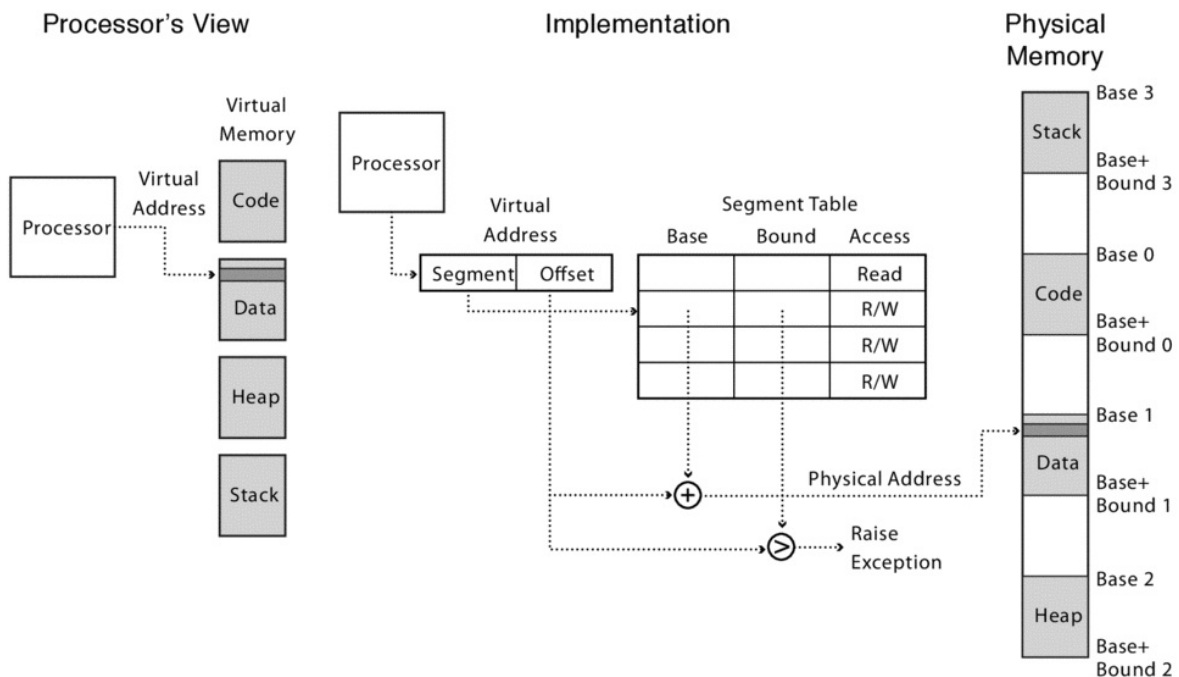 Processor's View
Implementation
Physical
Memory
Virtual
Memory
Processor
Virtual
Address
Code
Data
Heap
Stack
Processor
Virtual
Address
Segment
Offset
Segment Table
Base
Bound
Access
Read
R/W
R/W
R/W
Physical Address
Raise
Exception
Stack
Code
Data
Heap
Base 3
Base+
Bound 3
Base 0
Base+
Bound 0
Base 1
Base+
Bound 1
Base 2
Base+
Bound 2
+
>